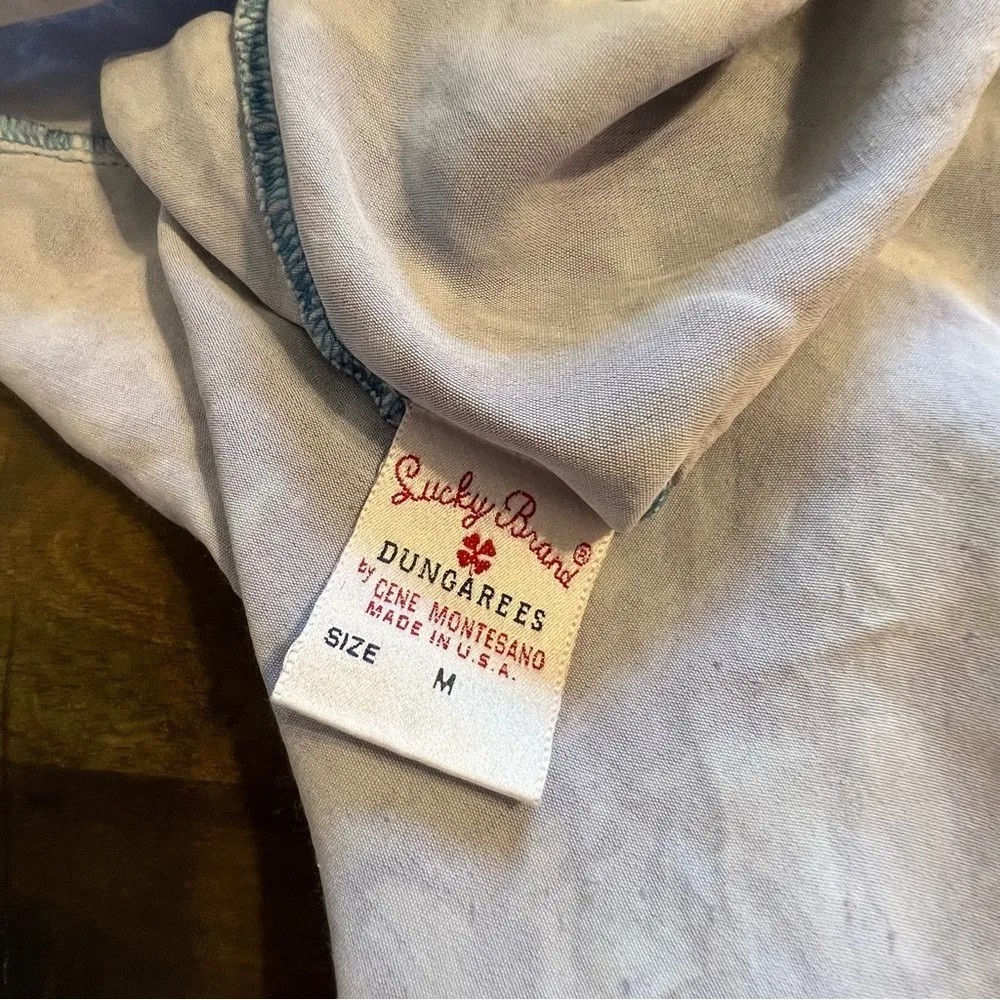 Lucky Brand®
DUNGAREES
by GENE MONTESANO
MADE IN U.S.A.
SIZE M